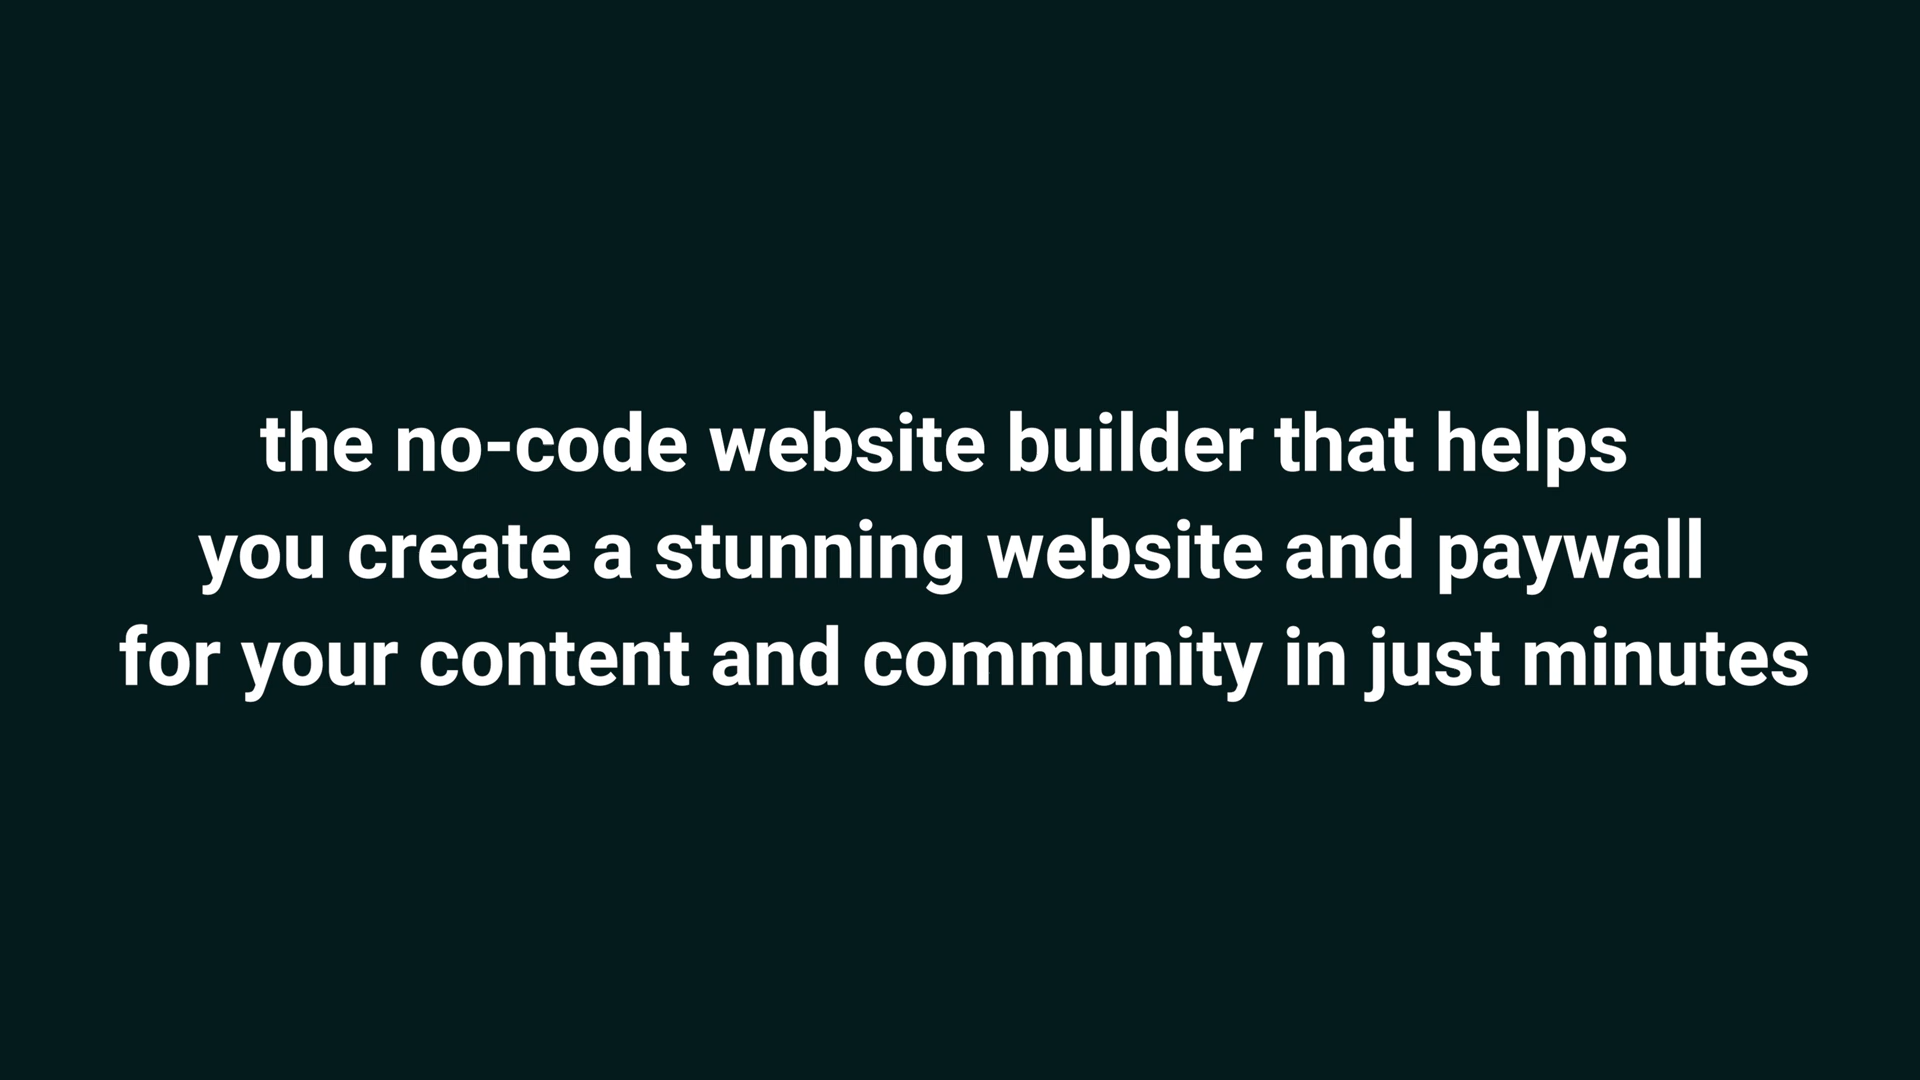 the no-code website builder that helps
you create a stunning website and paywall
for your content and community in just minutes